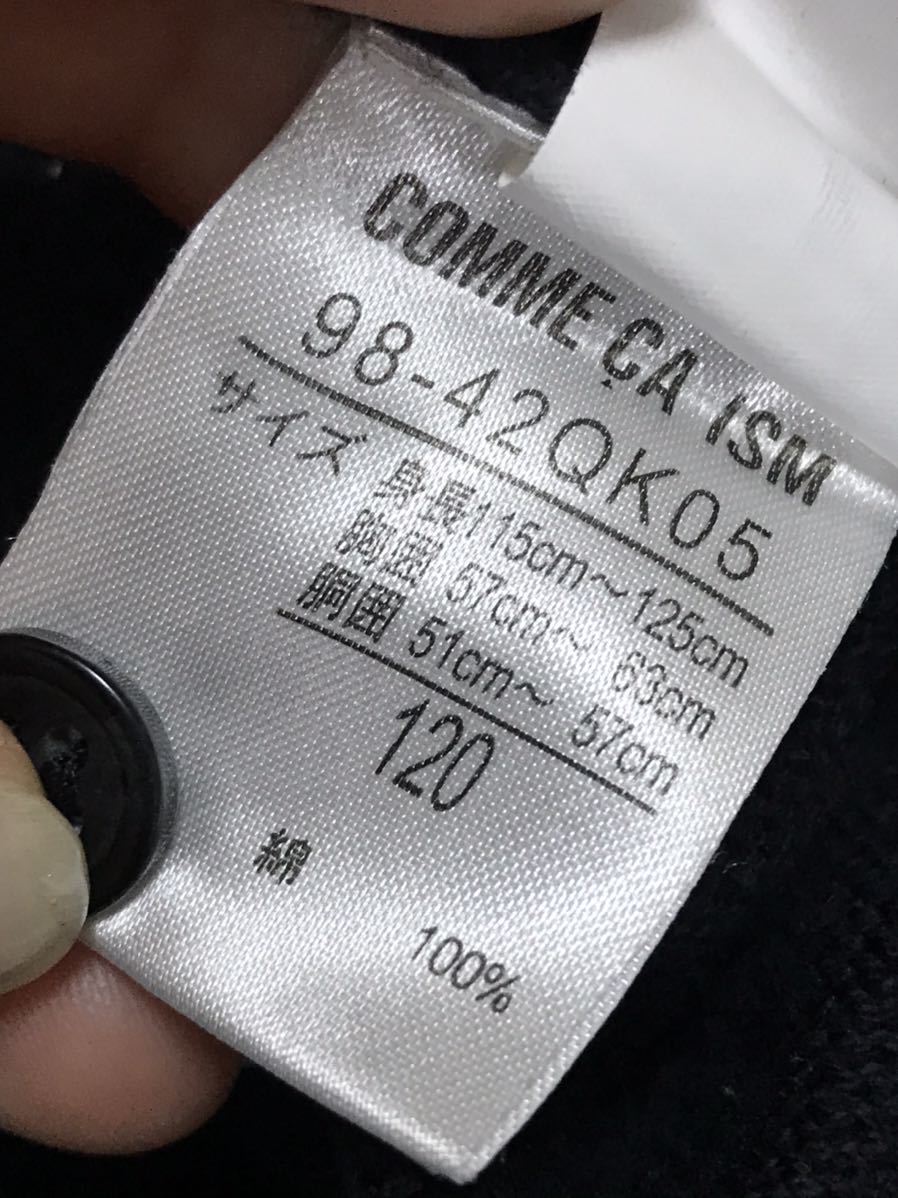 COMME ÇA ISM
98-42QK05
サイズ 身長115cm～125cm
胸囲 57cm～ 63cm
胴囲 51cm～ 57cm
120
綿
100%